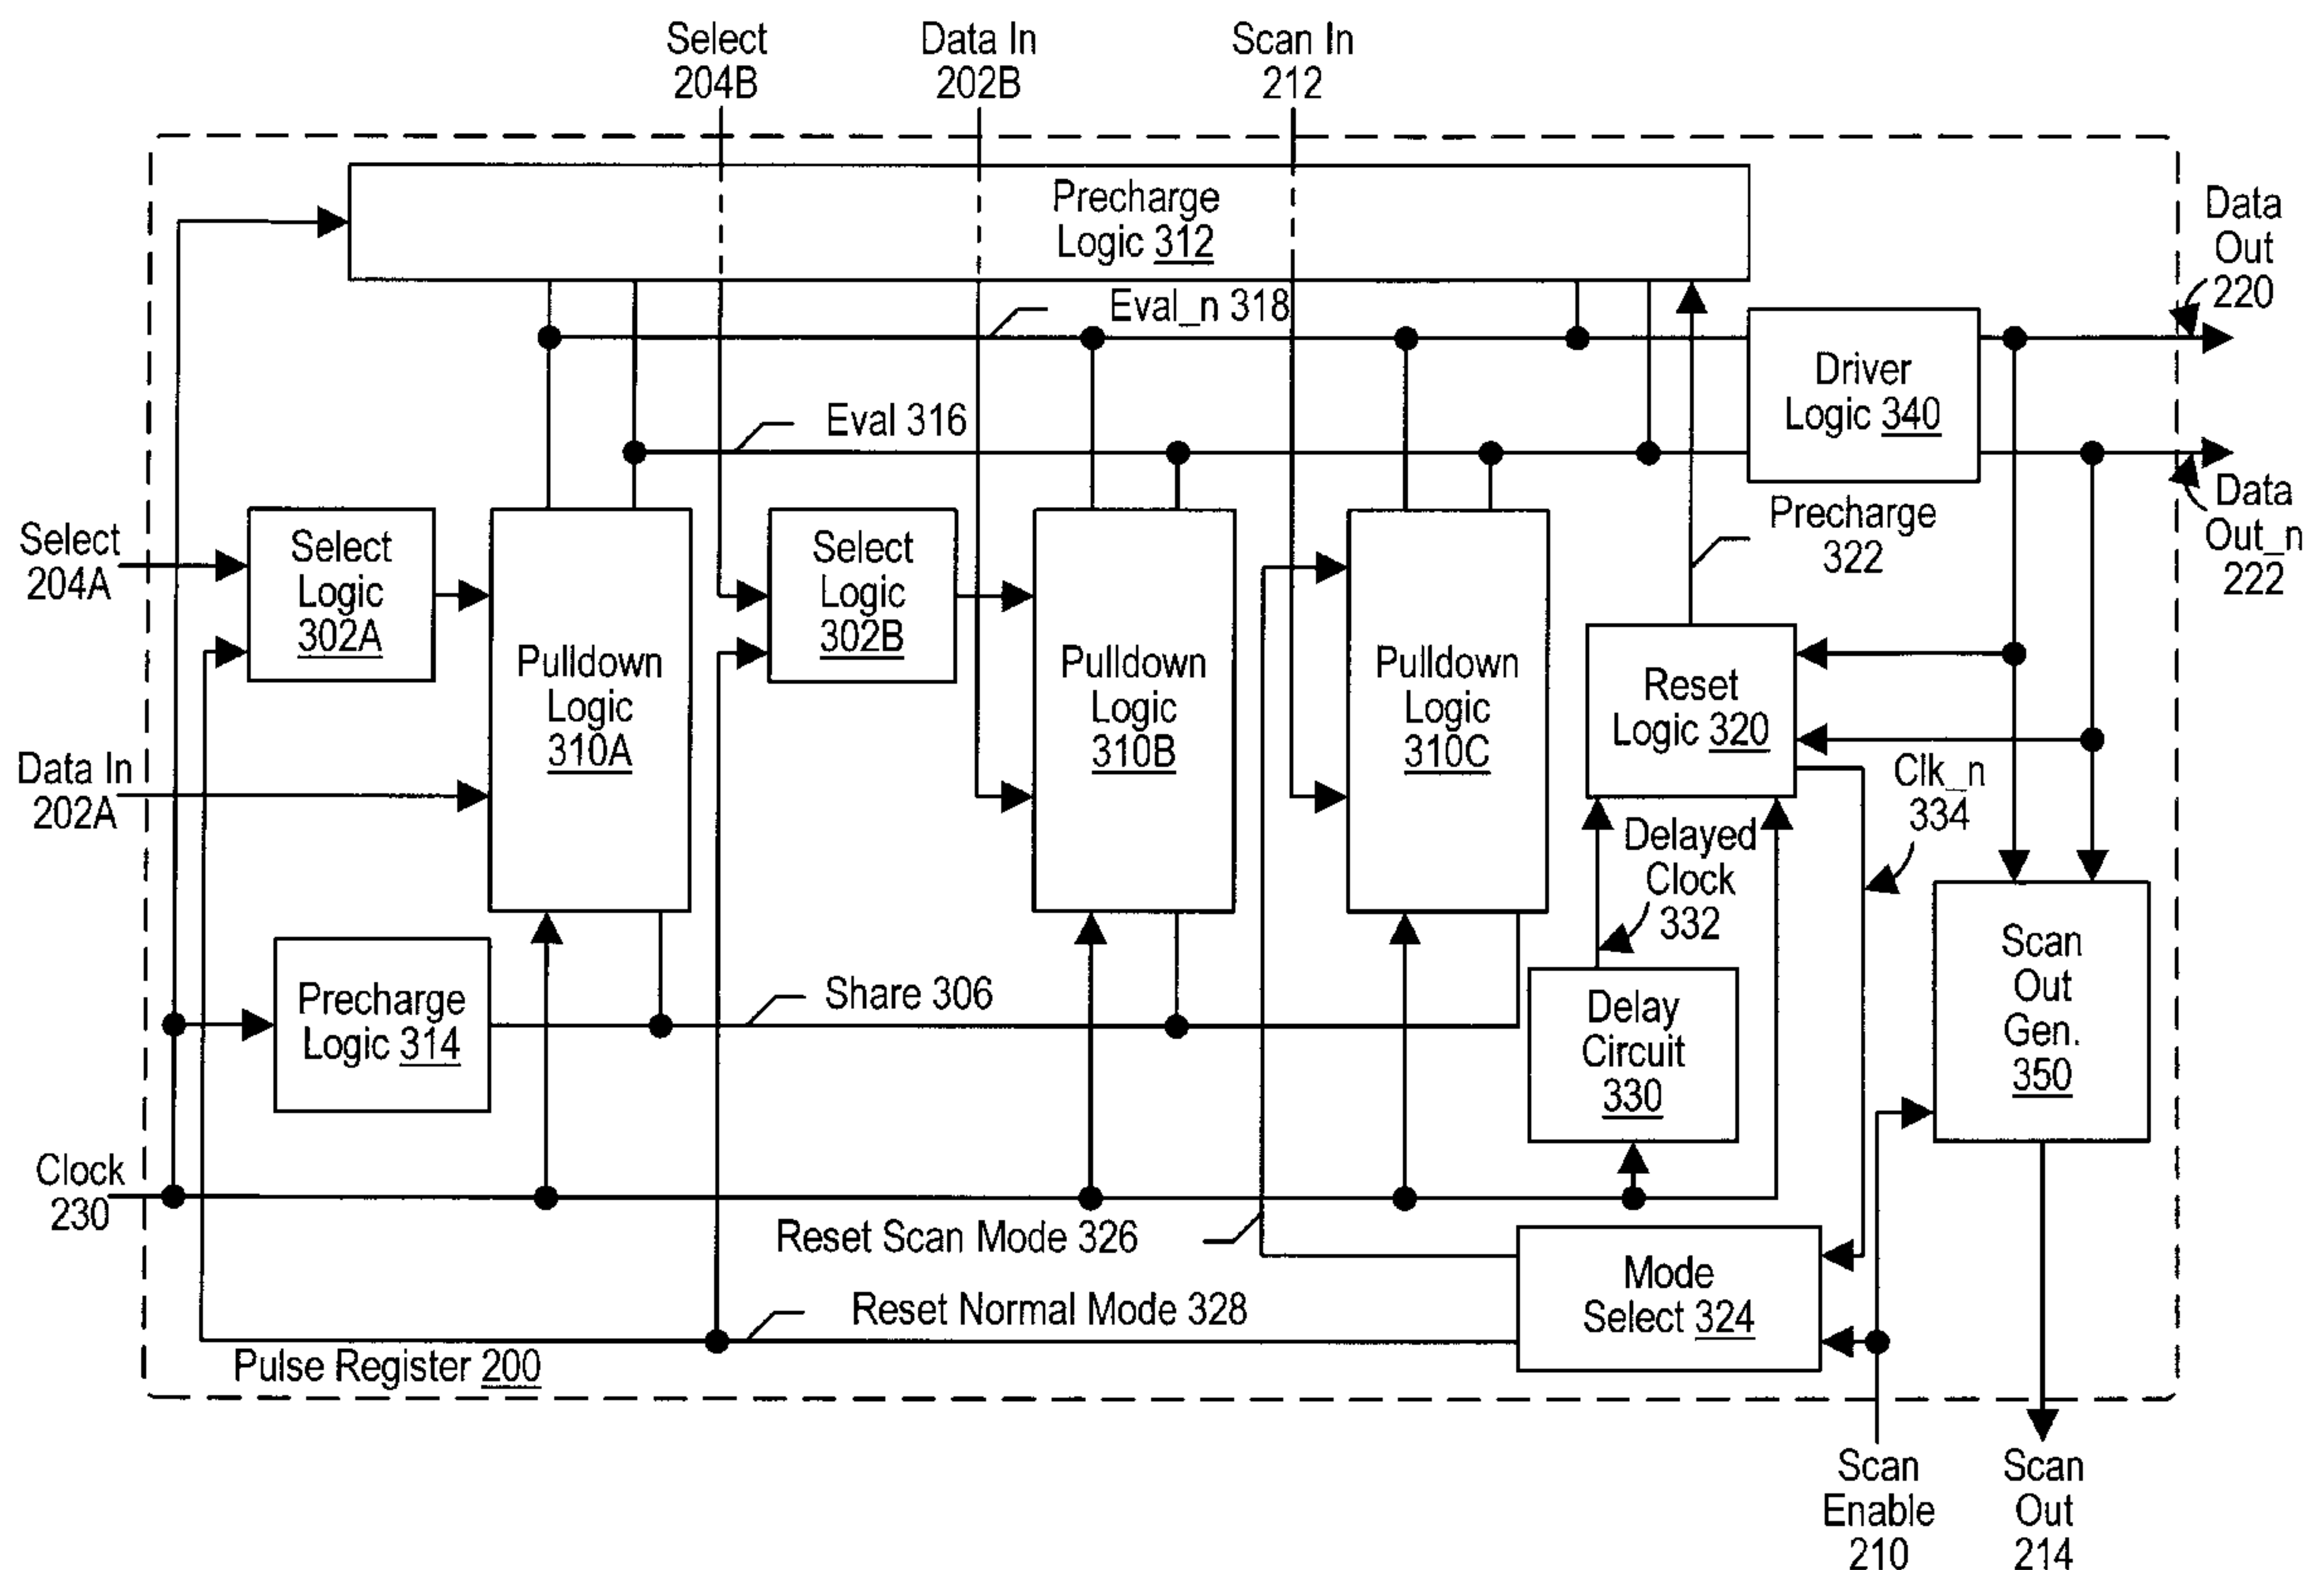 Select
204B
Data In
202B
Scan In
212
Precharge
Logic 312
Data
Out
220
Eval_n 318
Driver
Logic 340
Eval 316
Data
Out_n
222
Precharge
322
Select
204A
Select
Logic
302A
Select
Logic
302B
Pulldown
Logic
310A
Pulldown
Logic
310B
Pulldown
Logic
310C
Reset
Logic 320
Data In
202A
Clk_n
334
Delayed
Clock
332
Precharge
Logic 314
Share 306
Delay
Circuit
330
Scan
Out
Gen.
350
Clock
230
Reset Scan Mode 326
Mode
Select 324
Reset Normal Mode 328
Pulse Register 200
Scan
Enable
210
Scan
Out
214